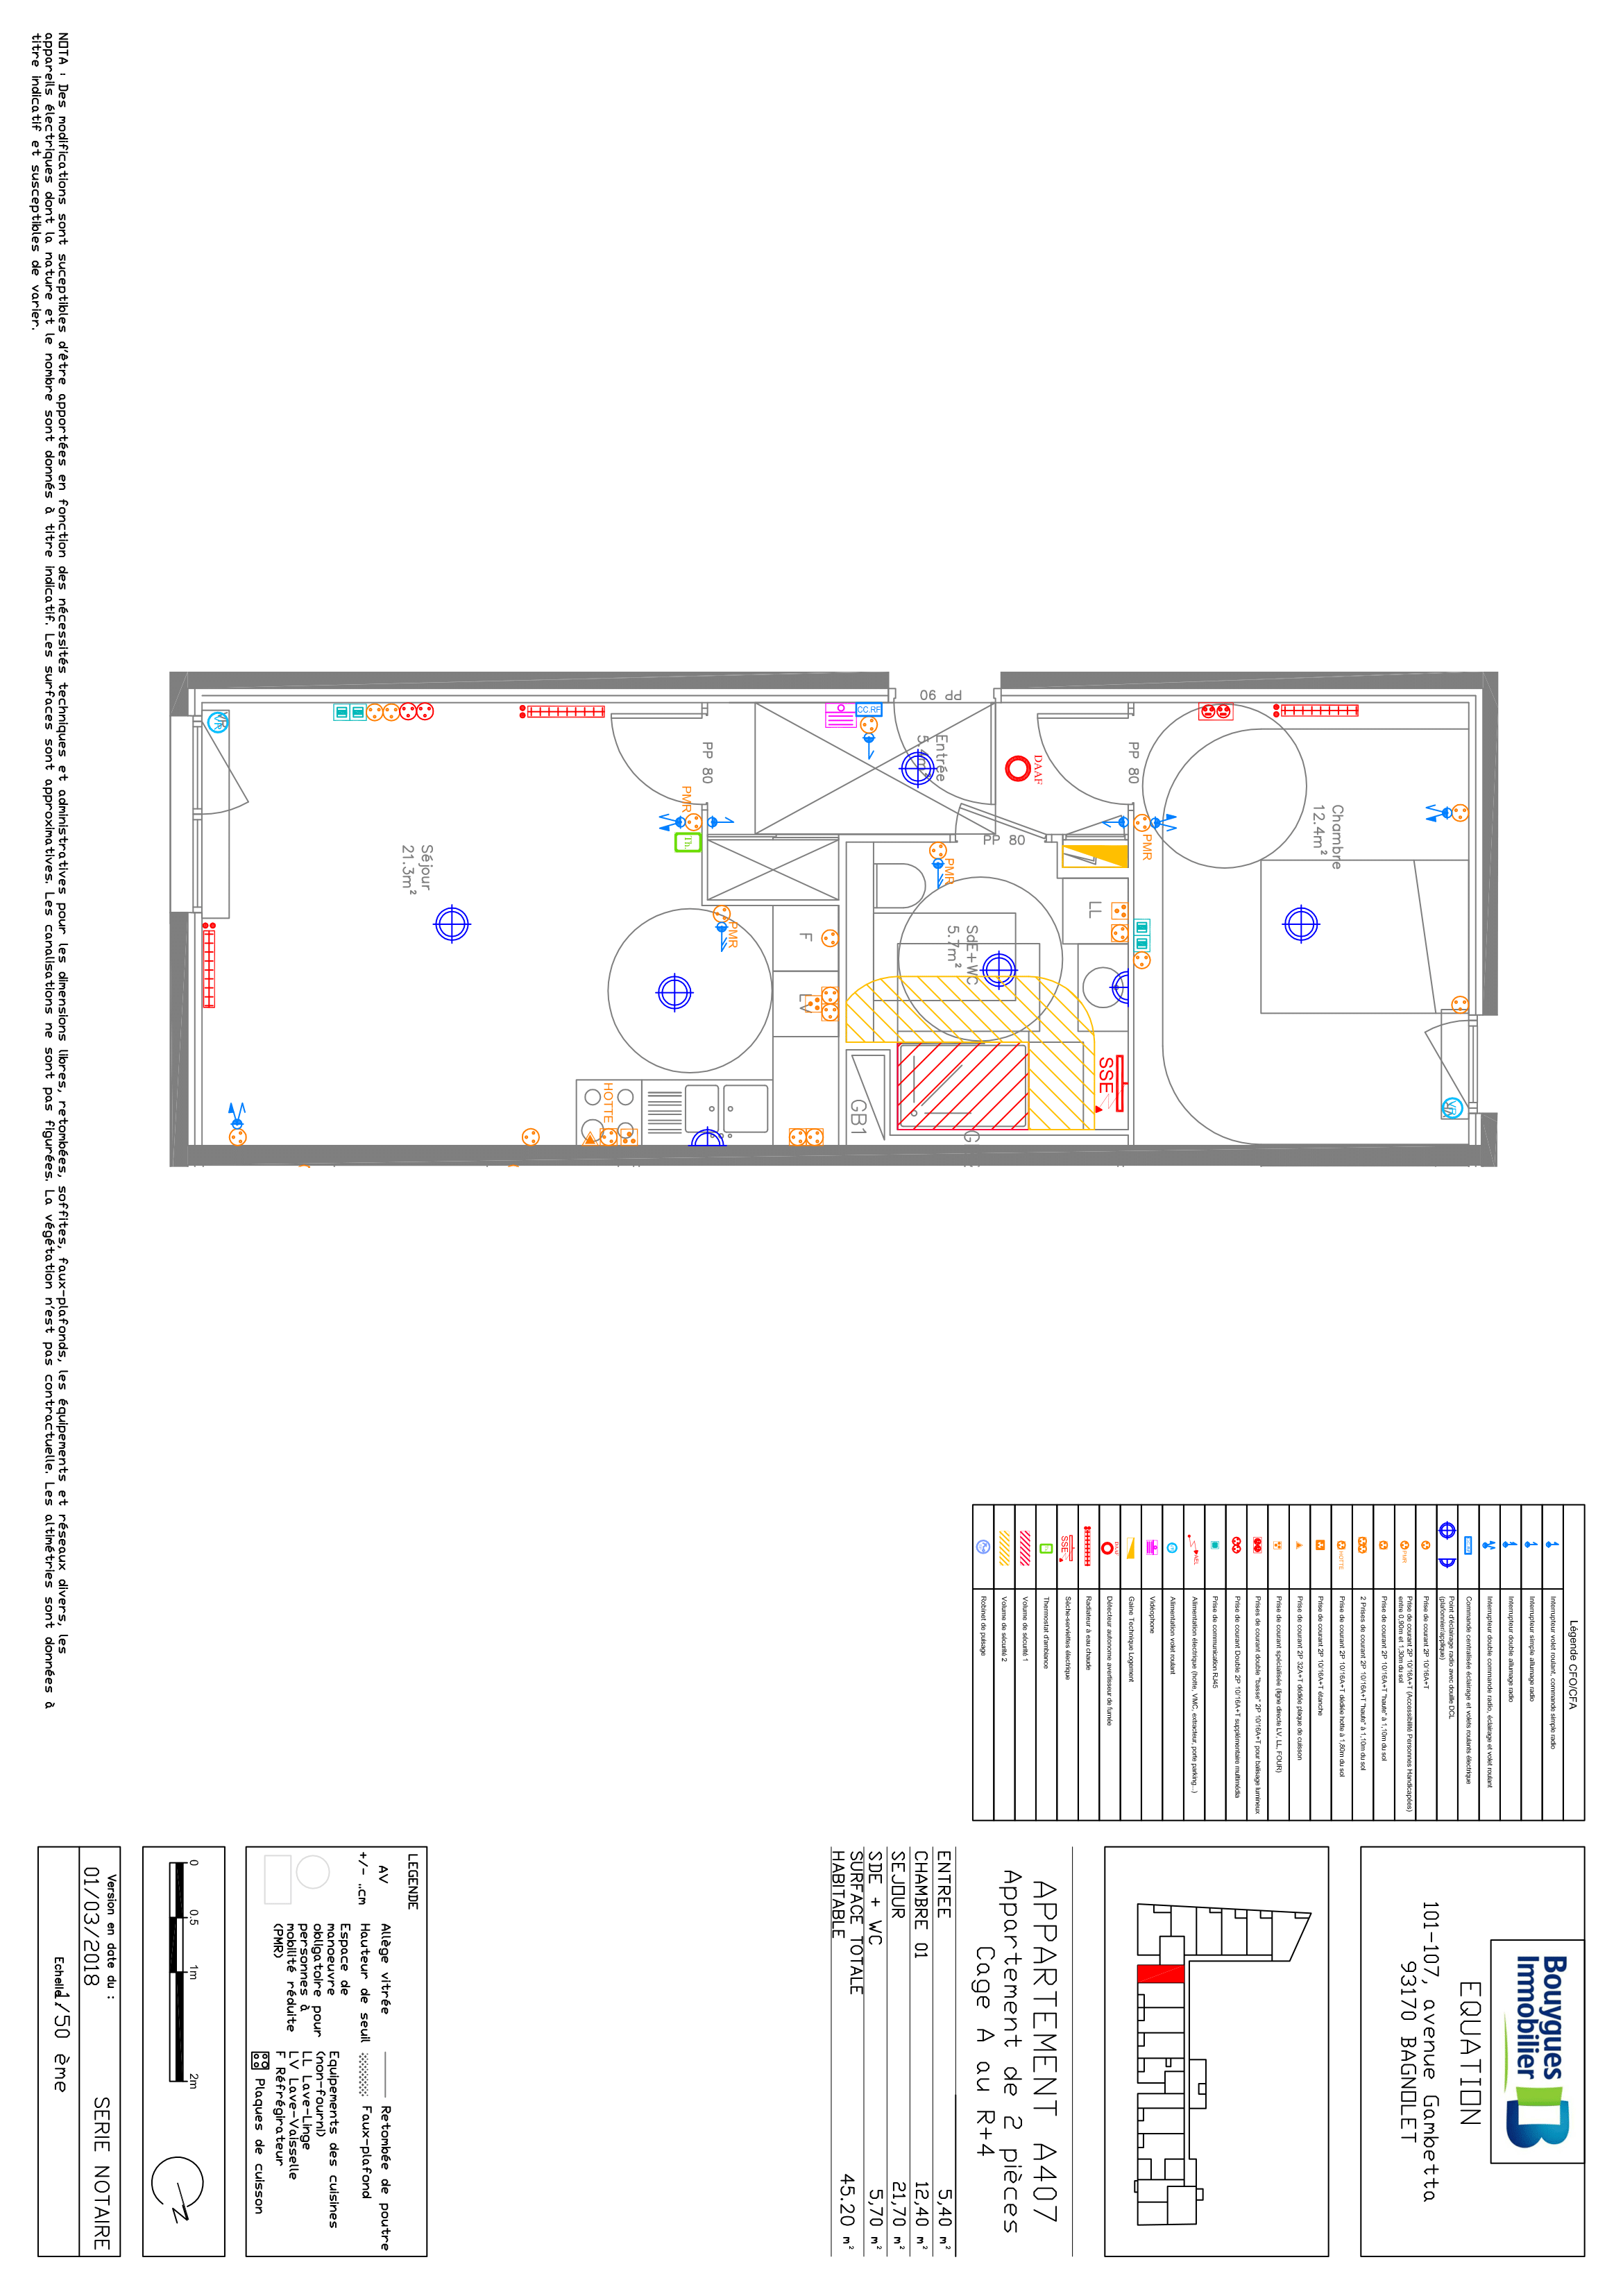 Bouygues
Immobilier
EQUATION
101-107, avenue Gambetta
93170 BAGNOLET
APPARTEMENT A407
Appartement de 2 pièces
Cage A au R+4
ENTREE 5,40 m²
CHAMBRE 01 12,40 m²
SEJOUR 21,70 m²
SDE + WC 5,70 m²
SURFACE TOTALE
HABITABLE 45.20 m²
LEGENDE
AV Allège vitrée
+/- ..cm Hauteur de seuil
Espace de
manoeuvre
obligatoire pour
personnes à
mobilité réduite
(PMR)
Retombée de poutre
Faux-plafond
Equipements des cuisines
(non-fourni)
LL Lave-Linge
LV Lave-Vaisselle
F Réfrigérateur
Plaques de cuisson
0 0.5 1m 2m
N
Version en date du :
01/03/2018
SERIE NOTAIRE
Echelle 1/50 ème
Légende CFO/CFA
Interrupteur volet roulant, commande simple radio
Interrupteur simple allumage radio
Interrupteur double allumage radio
Interrupteur double commande radio, éclairage et volet roulant
Commande centralisée éclairage et volets roulants électrique
Point d'éclairage radio avec douille DCL
(plafonnier/applique)
Prise de courant 2P 10/16A+T
Prise de courant 2P 10/16A+T (Accessibilité Personnes Handicapées)
entre 0,90m et 1,30m du sol
Prise de courant 2P 10/16A+T "haute" à 1,10m du sol
2 Prises de courant 2P 10/16A+T "haute" à 1,10m du sol
Prise de courant 2P 10/16A+T dédiée hotte à 1,80m du sol
Prise de courant 2P 10/16A+T étanche
Prise de courant 2P 32A+T dédiée plaque de cuisson
Prise de courant spécialisée (ligne directe LV, LL, FOUR)
Prises de courant double "basse" 2P 10/16A+T pour balisage lumineux
Prise de courant Double 2P 10/16A+T supplémentaire multimédia
Prise de communication RJ45
Alimentation électrique (hotte, VMC, extracteur, porte parking...)
Alimentation volet roulant
Vidéophone
Gaine Technique Logement
Détecteur autonome avertisseur de fumée
Radiateur à eau chaude
Sèche-serviettes électrique
Thermostat d'ambiance
Volume de sécurité 1
Volume de sécurité 2
Robinet de puisage
PMR
HOTTE
SSE
Chambre
12.4m²
VR
PP 80
PMR
DAAF
Entrée
PP 90
PP 80
LL
SSE
SdE+WC
5.7m²
PMR
G
GB1
CC.RF
F
LV
PMR
PP 80
PMR
Th
HOTTE
Séjour
21.3m²
VR
NOTA : Des modifications sont suceptibles d'être apportées en fonction des nécessités techniques et administratives pour les dimensions libres, retombées, soffites, faux-plafonds, les équipements et réseaux divers, les
appareils électriques dont la nature et le nombre sont donnés à titre indicatif. Les surfaces sont approximatives. Les canalisations ne sont pas figurées. La végétation n'est pas contractuelle. Les altimétries sont données à
titre indicatif et susceptibles de varier.